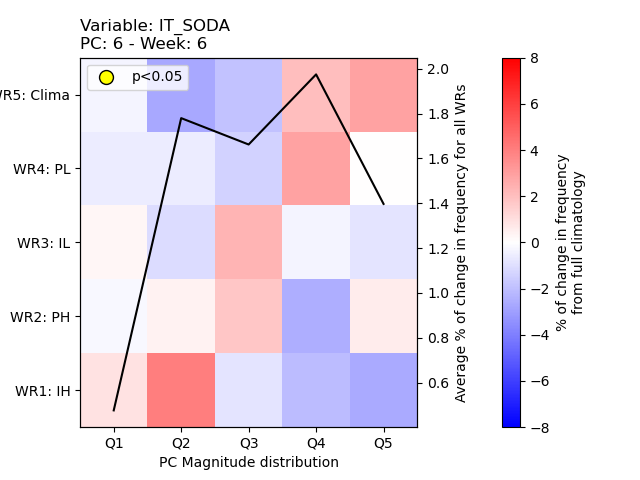 Variable: IT_SODA
PC: 6 - Week: 6
p<0.05
WR5: Clima
WR4: PL
WR3: IL
WR2: PH
WR1: IH
Q1 Q2 Q3 Q4 Q5
PC Magnitude distribution
2.0
1.8
1.6
1.4
1.2
1.0
0.8
0.6
Average % of change in frequency for all WRs
8
6
4
2
0
−2
−4
−6
−8
% of change in frequency
from full climatology